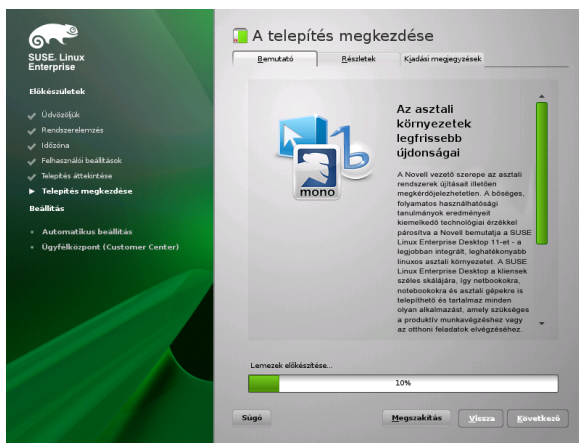 SUSE Linux
Enterprise
Előkészületek
Üdvözöljük
Rendszerelemzés
Időzóna
Felhasználói beállítások
Telepítés áttekintése
Telepítés megkezdése
Beállítás
Automatikus beállítás
Ügyfélközpont (Customer Center)
A telepítés megkezdése
Bemutató
Részletek
Kiadási megjegyzések
mono
Az asztali
környezetek
legfrissebb
újdonságai
A Novell vezető szerepe az asztali
rendszerek újításait illetően
megkérdőjelezhetetlen. A bőséges,
folyamatos használhatósági
tanulmányok eredményeit
kiemelkedő technológiai érzékkel
párosítva a Novell bemutatja a SUSE
Linux Enterprise Desktop 11-et - a
legjobban integrált, leghatékonyabb
linuxos asztali környezetet. A SUSE
Linux Enterprise Desktop a kliensek
széles skálájára, így netbookokra,
notebookokra és asztali gépekre is
telepíthető és tartalmaz minden
olyan alkalmazást, amely szükséges
a produktív munkavégzéshez vagy
az otthoni feladatok elvégzéséhez.
Lemezek előkészítése...
10%
Súgó
Megszakítás
Vissza
Következő